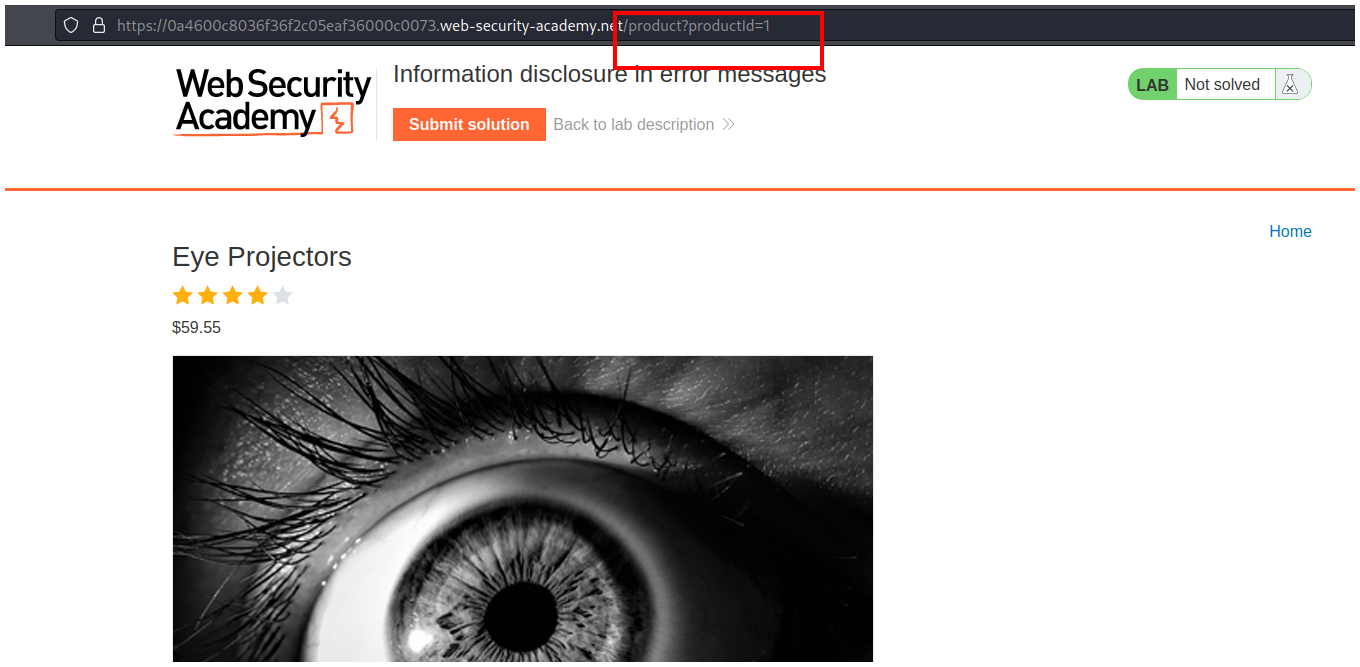 https://0a4600c8036f36f2c05eaf36000c0073.web-security-academy.net/product?productId=1
Web Security
Academy
Information disclosure in error messages
Submit solution
Back to lab description
LAB
Not solved
Home
Eye Projectors
$59.55